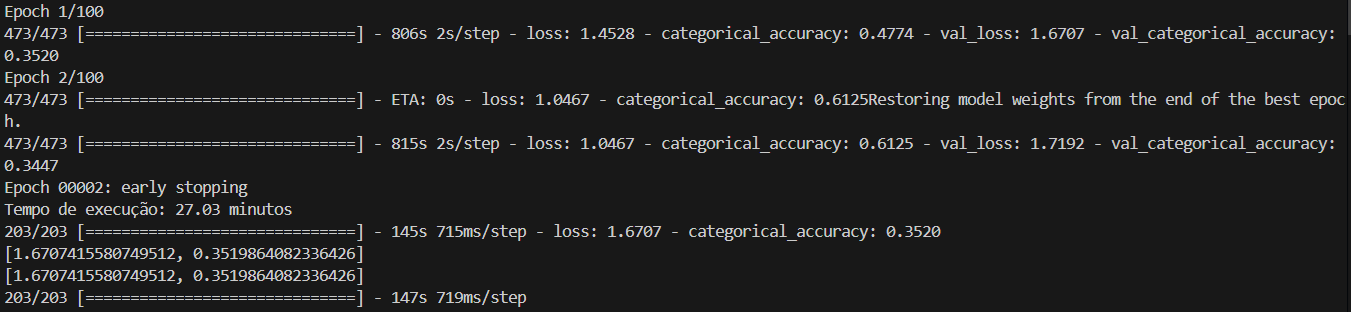 Epoch 1/100
473/473 [==============================] - 806s 2s/step - loss: 1.4528 - categorical_accuracy: 0.4774 - val_loss: 1.6707 - val_categorical_accuracy:
0.3520
Epoch 2/100
473/473 [==============================] - ETA: 0s - loss: 1.0467 - categorical_accuracy: 0.6125Restoring model weights from the end of the best epoc
h.
473/473 [==============================] - 815s 2s/step - loss: 1.0467 - categorical_accuracy: 0.6125 - val_loss: 1.7192 - val_categorical_accuracy:
0.3447
Epoch 00002: early stopping
Tempo de execução: 27.03 minutos
203/203 [==============================] - 145s 715ms/step - loss: 1.6707 - categorical_accuracy: 0.3520
[1.6707415580749512, 0.3519864082336426]
[1.6707415580749512, 0.3519864082336426]
203/203 [==============================] - 147s 719ms/step